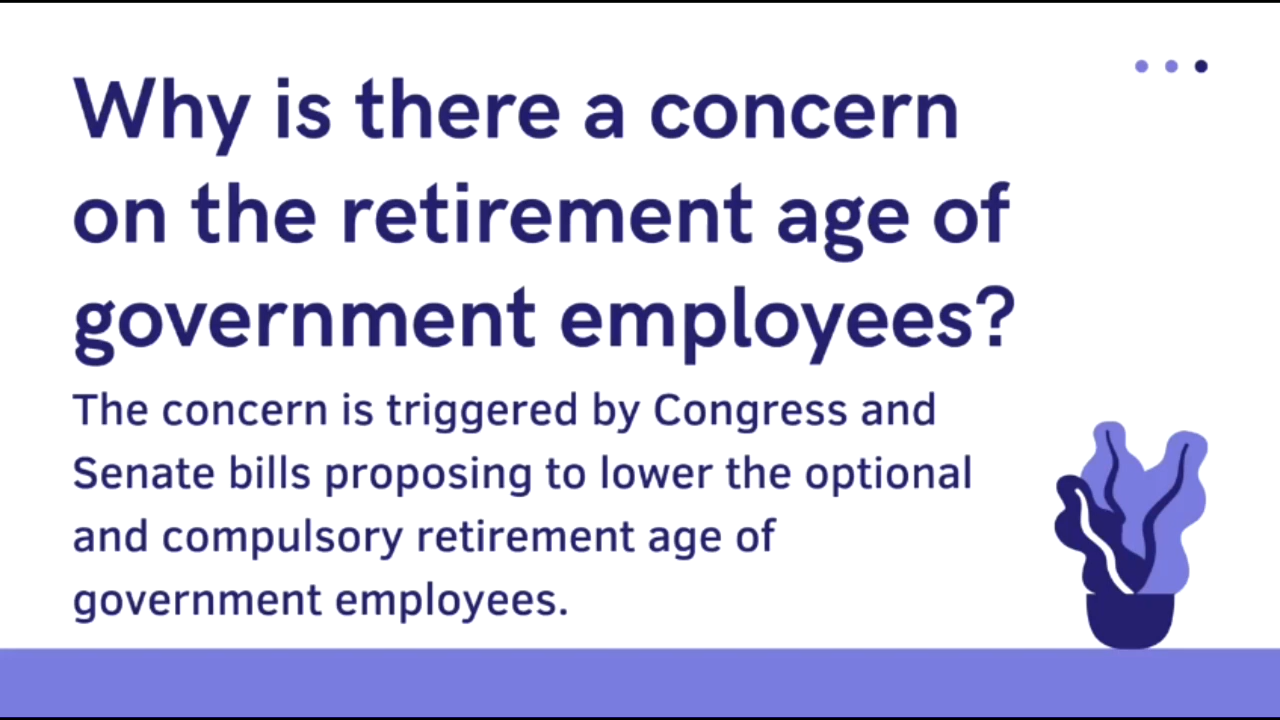 Why is there a concern
on the retirement age of
government employees?
The concern is triggered by Congress and
Senate bills proposing to lower the optional
and compulsory retirement age of
government employees.